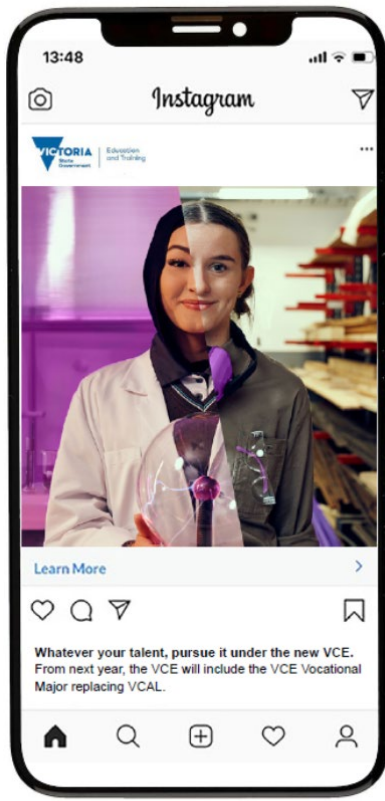 13:48
Instagram
VICTORIA
State
Government
Education
and Training
Learn More
Whatever your talent, pursue it under the new VCE.
From next year, the VCE will include the VCE Vocational
Major replacing VCAL.